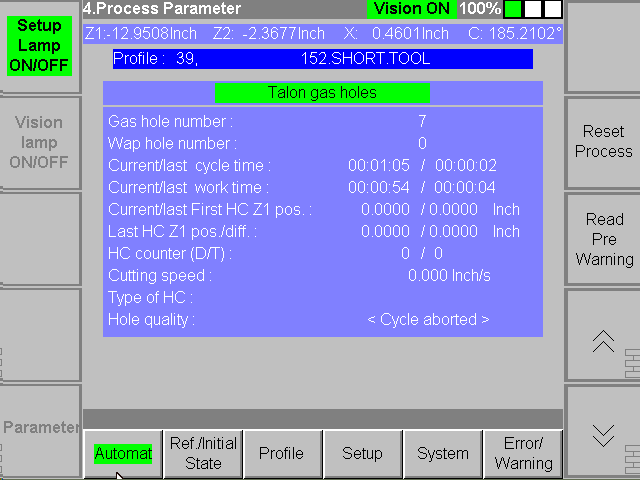 4.Process Parameter Vision ON 100%
Setup Lamp ON/OFF
Z1:-12.9508Inch Z2: -2.3677Inch X: 0.4601Inch C: 185.2102°
Profile : 39, 152.SHORT.TOOL
Talon gas holes
Vision lamp ON/OFF
Gas hole number : 7
Wap hole number : 0
Current/last cycle time : 00:01:05 / 00:00:02
Current/last work time : 00:00:54 / 00:00:04
Current/last First HC Z1 pos. : 0.0000 / 0.0000 Inch
Last HC Z1 pos./diff. : 0.0000 / 0.0000 Inch
HC counter (D/T) : 0 / 0
Cutting speed : 0.000 Inch/s
Type of HC :
Hole quality : < Cycle aborted >
Reset Process
Read Pre Warning
Parameter
Automat
Ref./Initial State
Profile
Setup
System
Error/ Warning